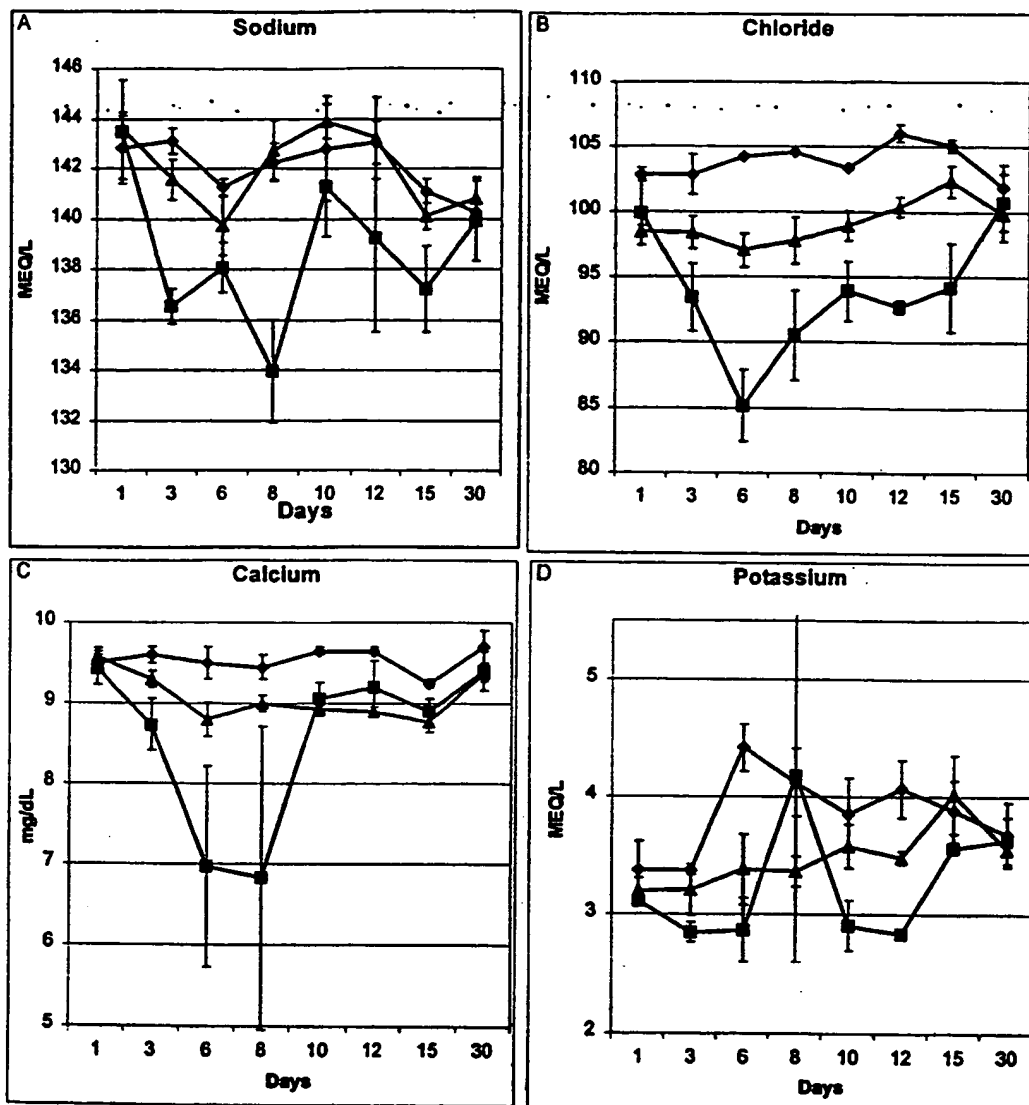 A
Sodium
146
144
142
140
138
136
134
132
130
MEQ/L
1 3 6 8 10 12 15 30
Days
B
Chloride
110
105
100
95
90
85
80
MEQ/L
1 3 6 8 10 12 15 30
Days
C
Calcium
10
9
8
7
6
5
mg/dL
1 3 6 8 10 12 15 30
Days
D
Potassium
5
4
3
2
MEQ/L
1 3 6 8 10 12 15 30
Days